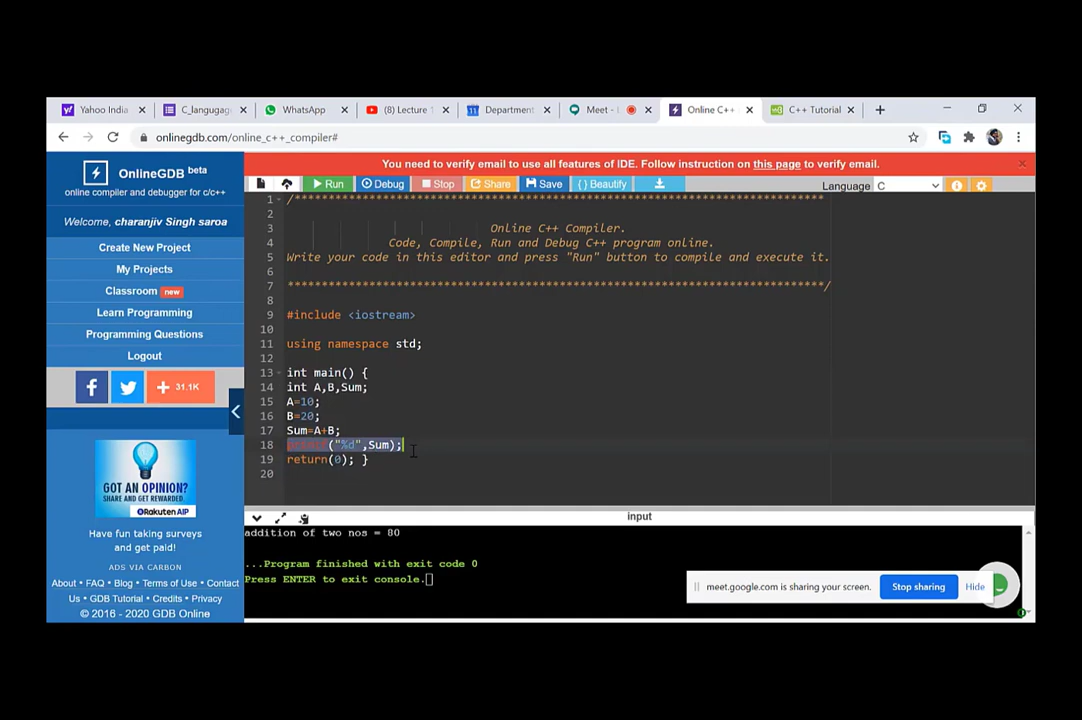 Yahoo India
C_langugag
WhatsApp
(8) Lecture
Department
Meet -
Online C++
C++ Tutorial
onlinegdb.com/online_c++_compiler#
OnlineGDB beta
online compiler and debugger for c/c++
Welcome, charanjiv Singh saroa
Create New Project
My Projects
Classroom new
Learn Programming
Programming Questions
Logout
31.1K
GOT AN OPINION?
SHARE AND GET REWARDED.
Rakuten AIP
Have fun taking surveys
and get paid!
ADS VIA CARBON
About • FAQ • Blog • Terms of Use • Contact
Us • GDB Tutorial • Credits • Privacy
© 2016 - 2020 GDB Online
You need to verify email to use all features of IDE. Follow instruction on this page to verify email.
Run Debug Stop Share Save { } Beautify
Language C
1 /******************************************************************************
2
3 Online C++ Compiler.
4 Code, Compile, Run and Debug C++ program online.
5 Write your code in this editor and press "Run" button to compile and execute it.
6
7 *******************************************************************************/
8
9 #include <iostream>
10
11 using namespace std;
12
13 int main() {
14 int A,B,Sum;
15 A=10;
16 B=20;
17 Sum=A+B;
18 printf("%d",Sum);
19 return(0); }
20
input
addition of two nos = 80
...Program finished with exit code 0
Press ENTER to exit console.
meet.google.com is sharing your screen. Stop sharing Hide